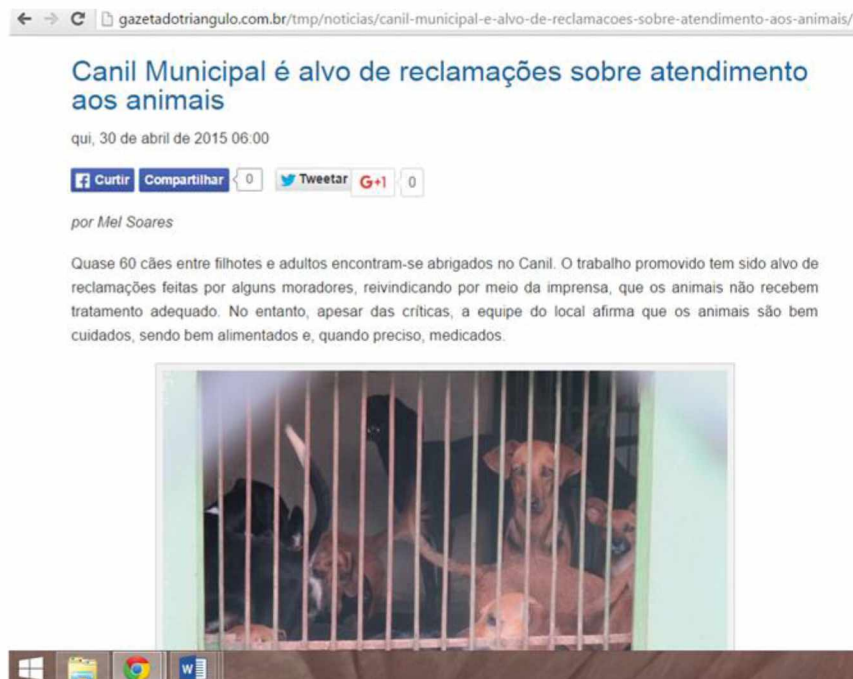 gazetadotriangulo.com.br/tmp/noticias/canil-municipal-e-alvo-de-reclamacoes-sobre-atendimento-aos-animais/
Canil Municipal é alvo de reclamações sobre atendimento
aos animais
qui, 30 de abril de 2015 06:00
Curtir Compartilhar 0 Tweetar G+1 0
por Mel Soares
Quase 60 cães entre filhotes e adultos encontram-se abrigados no Canil. O trabalho promovido tem sido alvo de
reclamações feitas por alguns moradores, reivindicando por meio da imprensa, que os animais não recebem
tratamento adequado. No entanto, apesar das críticas, a equipe do local afirma que os animais são bem
cuidados, sendo bem alimentados e, quando preciso, medicados.